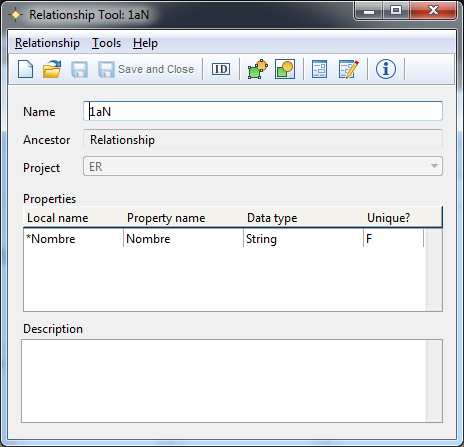 Relationship Tool: 1aN
Relationship Tools Help
Save and Close ID
Name 1aN
Ancestor Relationship
Project ER
Properties
Local name Property name Data type Unique?
*Nombre Nombre String F
Description